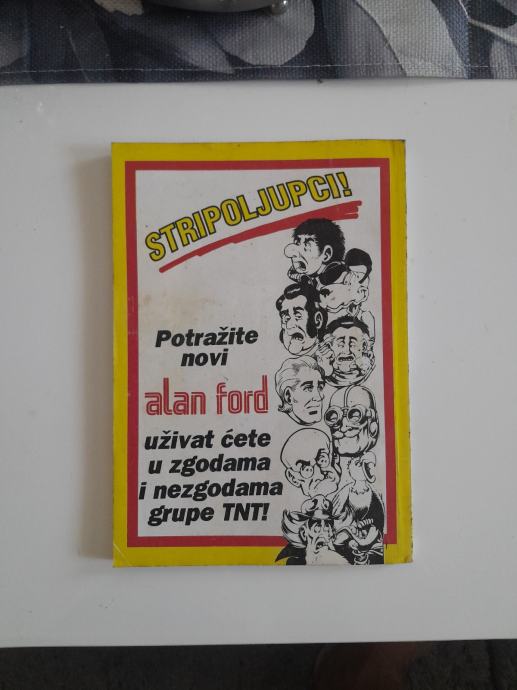 STRIPOLJUPCI!
Potražite
novi
alan ford
uživat ćete
u zgodama
i nezgodama
grupe TNT!